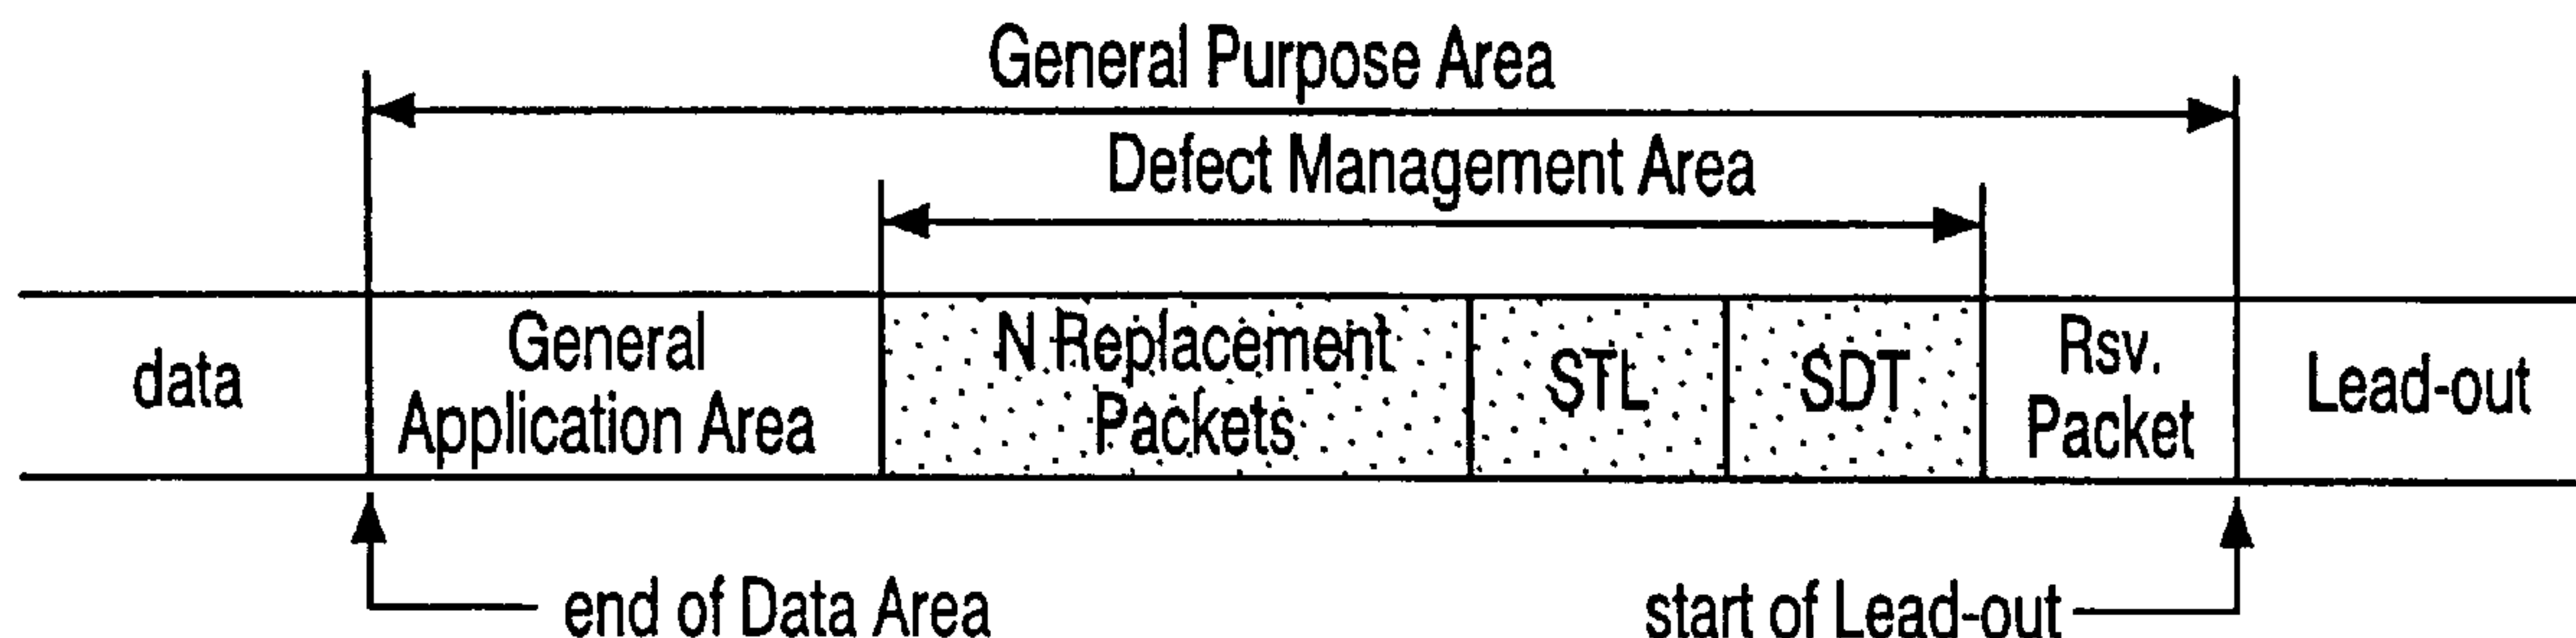 General Purpose Area
Defect Management Area
data
General
Application Area
N Replacement
Packets
STL
SDT
Rsv.
Packet
Lead-out
end of Data Area
start of Lead-out